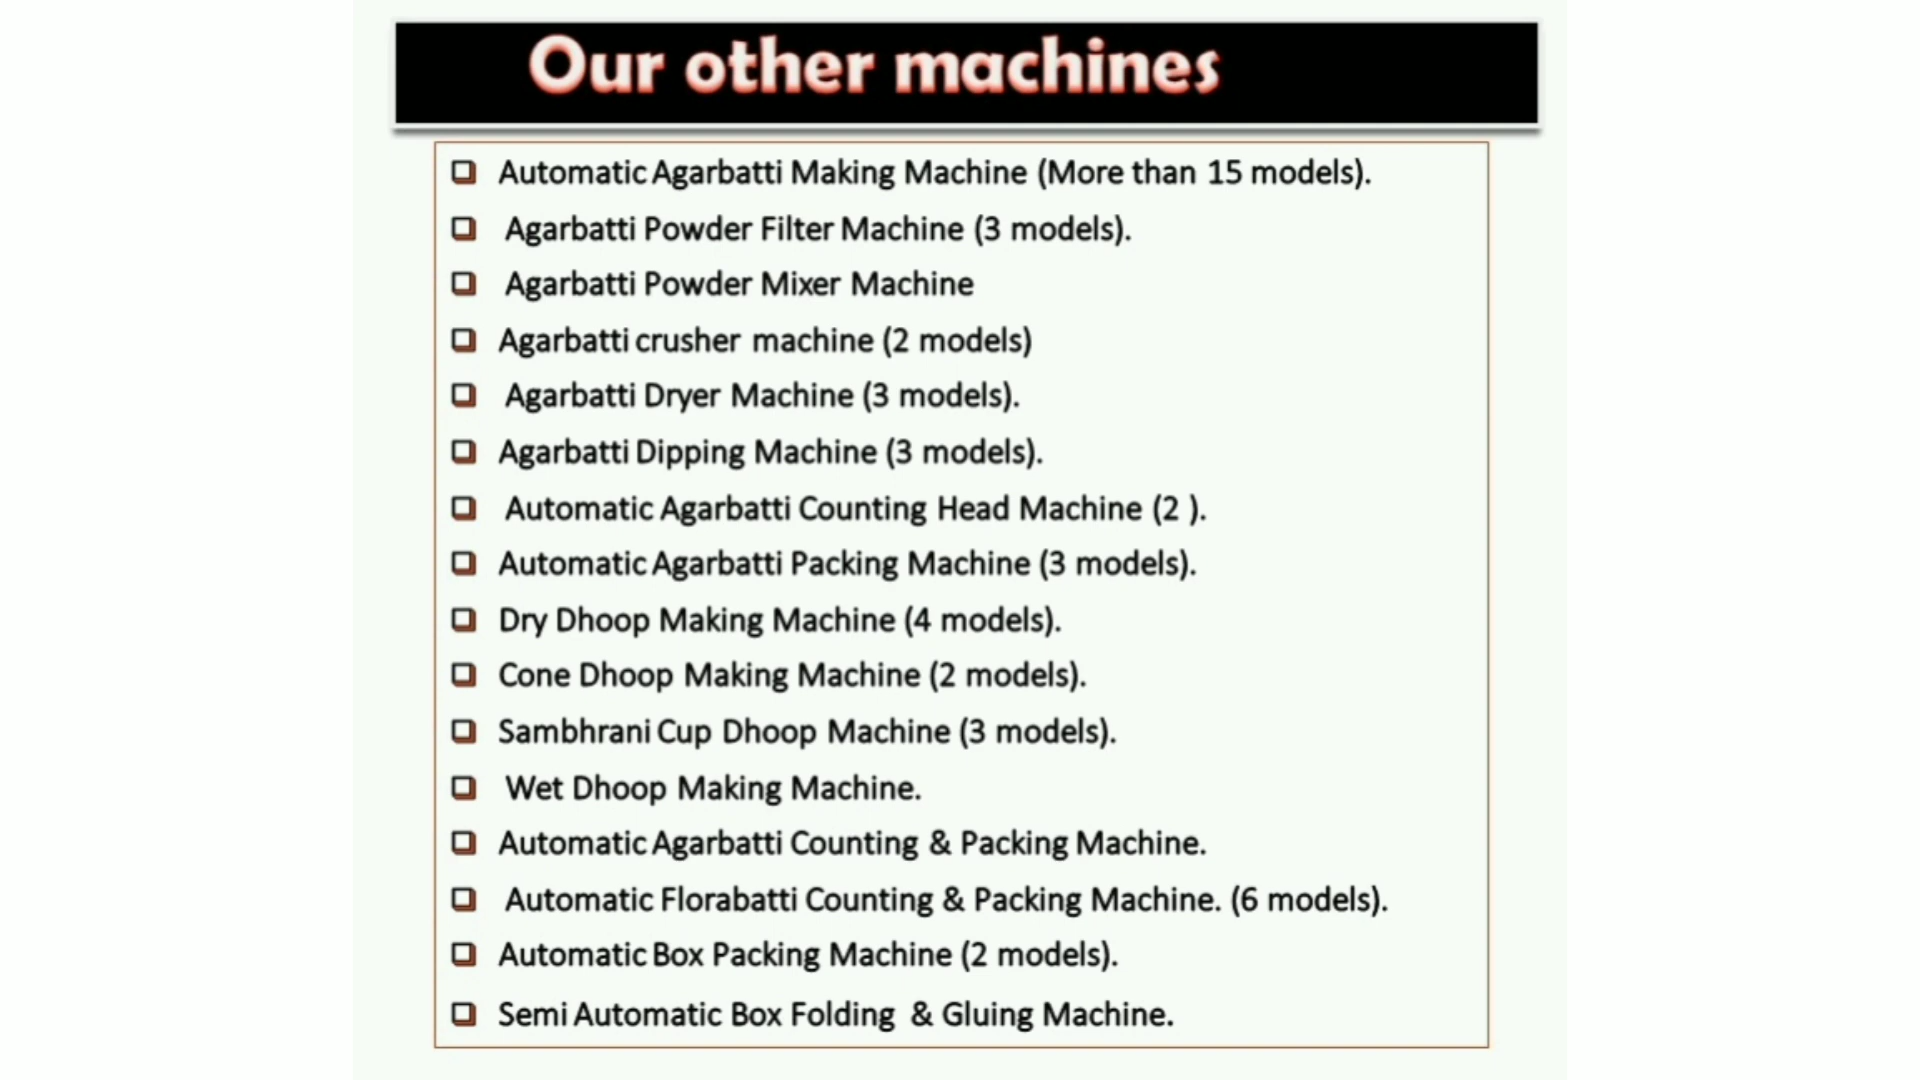 Our other machines
Automatic Agarbatti Making Machine (More than 15 models).
Agarbatti Powder Filter Machine (3 models).
Agarbatti Powder Mixer Machine
Agarbatti crusher machine (2 models)
Agarbatti Dryer Machine (3 models).
Agarbatti Dipping Machine (3 models).
Automatic Agarbatti Counting Head Machine (2 ).
Automatic Agarbatti Packing Machine (3 models).
Dry Dhoop Making Machine (4 models).
Cone Dhoop Making Machine (2 models).
Sambhrani Cup Dhoop Machine (3 models).
Wet Dhoop Making Machine.
Automatic Agarbatti Counting & Packing Machine.
Automatic Florabatti Counting & Packing Machine. (6 models).
Automatic Box Packing Machine (2 models).
Semi Automatic Box Folding & Gluing Machine.